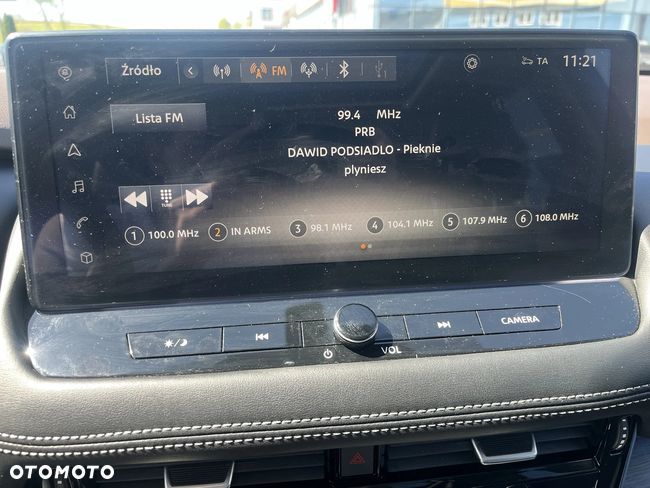 Źródło
FM
TA
11:21
Lista FM
99.4 MHz
PRB
DAWID PODSIADLO - Pieknie
plyniesz
TUNE
1 100.0 MHz
2 IN ARMS
3 98.1 MHz
4 104.1 MHz
5 107.9 MHz
6 108.0 MHz
VOL
CAMERA
OTOMOTO